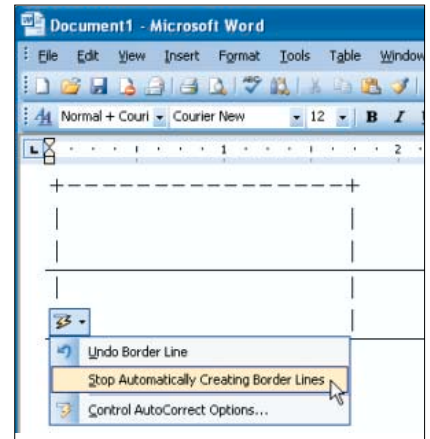 Document1 - Microsoft Word
File Edit View Insert Format Tools Table Window
Normal + Couri Courier New 12 B I
1 2
+--------------+
| |
| |
| |
|
Undo Border Line
Stop Automatically Creating Border Lines
Control AutoCorrect Options...